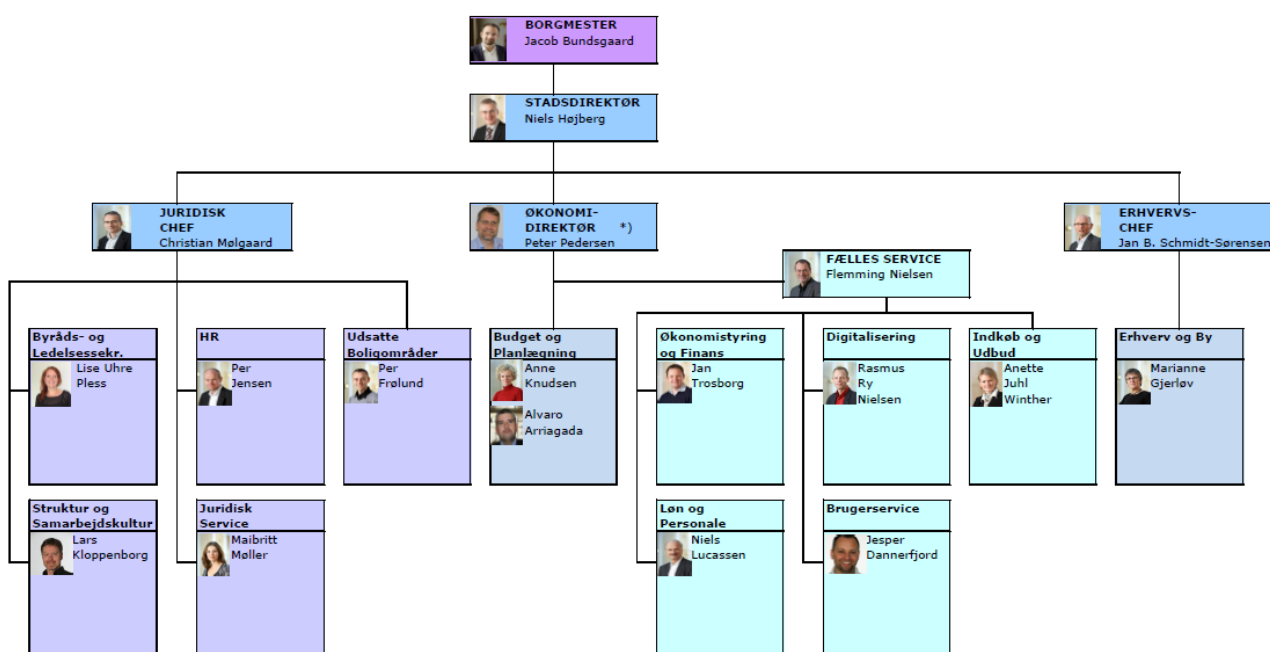 BORGMESTER
Jacob Bundsgaard
STADSDIREKTØR
Niels Højberg
JURIDISK
CHEF
Christian Mølgaard
ØKONOMI-
DIREKTØR *)
Peter Pedersen
ERHVERVS-
CHEF
Jan B. Schmidt-Sørensen
FÆLLES SERVICE
Flemming Nielsen
Byråds- og
Ledelsessekr.
Lise Uhre
Pless
HR
Per
Jensen
Udsatte
Boligområder
Per
Frølund
Budget og
Planlægning
Anne
Knudsen
Alvaro
Arriagada
Økonomistyring
og Finans
Jan
Trosborg
Digitalisering
Rasmus
Ry
Nielsen
Indkøb og
Udbud
Anette
Juhl
Winther
Erhverv og By
Marianne
Gjerløv
Struktur og
Samarbejdskultur
Lars
Kloppenborg
Juridisk
Service
Maibritt
Møller
Løn og
Personale
Niels
Lucassen
Brugerservice
Jesper
Dannerfjord